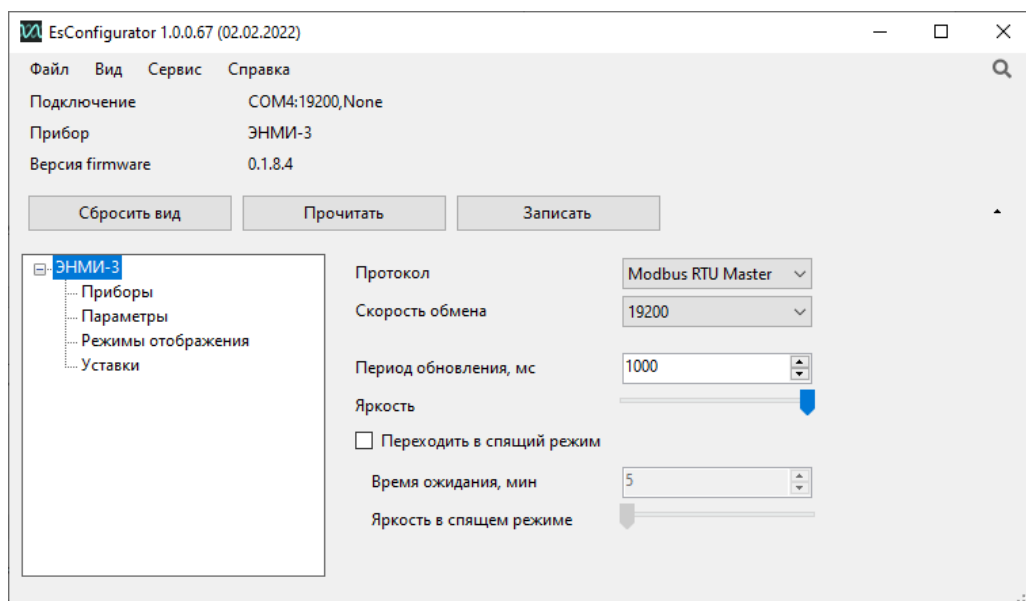 EsConfigurator 1.0.0.67 (02.02.2022)
Файл Вид Сервис Справка
Подключение COM4:19200,None
Прибор ЭНМИ-3
Версия firmware 0.1.8.4
Сбросить вид Прочитать Записать
ЭНМИ-3
Приборы
Параметры
Режимы отображения
Уставки
Протокол Modbus RTU Master
Скорость обмена 19200
Период обновления, мс 1000
Яркость
Переходить в спящий режим
Время ожидания, мин 5
Яркость в спящем режиме